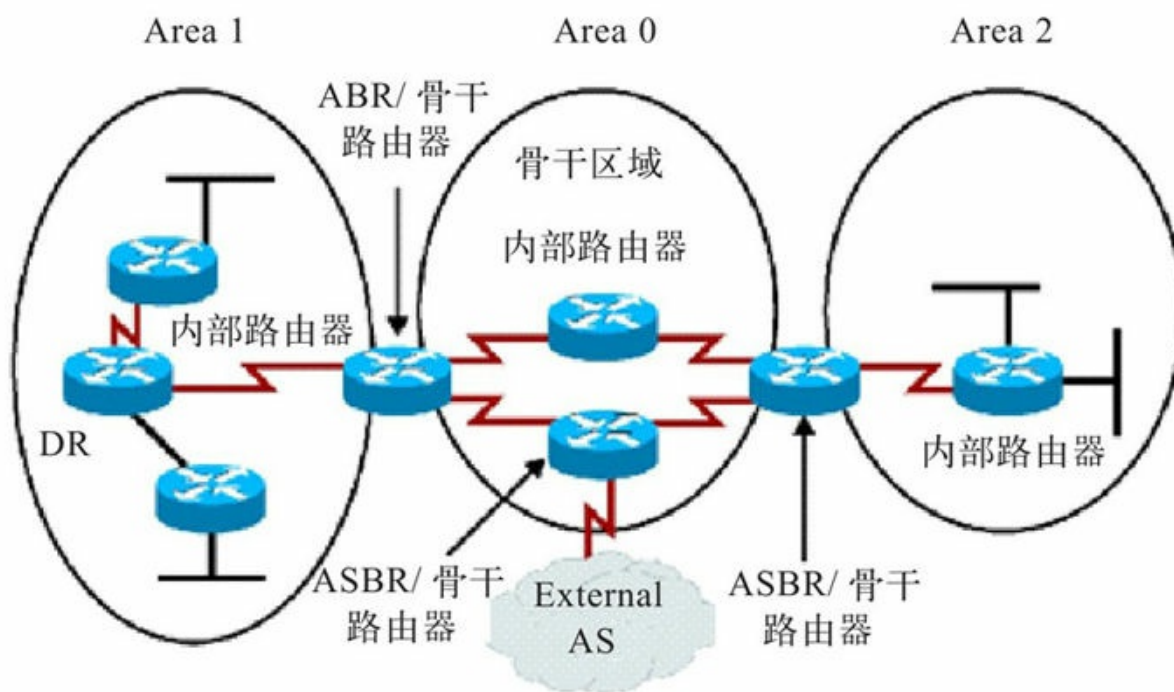 Area 1
Area 0
Area 2
ABR/ 骨干
路由器
骨干区域
内部路由器
内部路由器
DR
内部路由器
ASBR/ 骨干
路由器
External
AS
ASBR/ 骨干
路由器